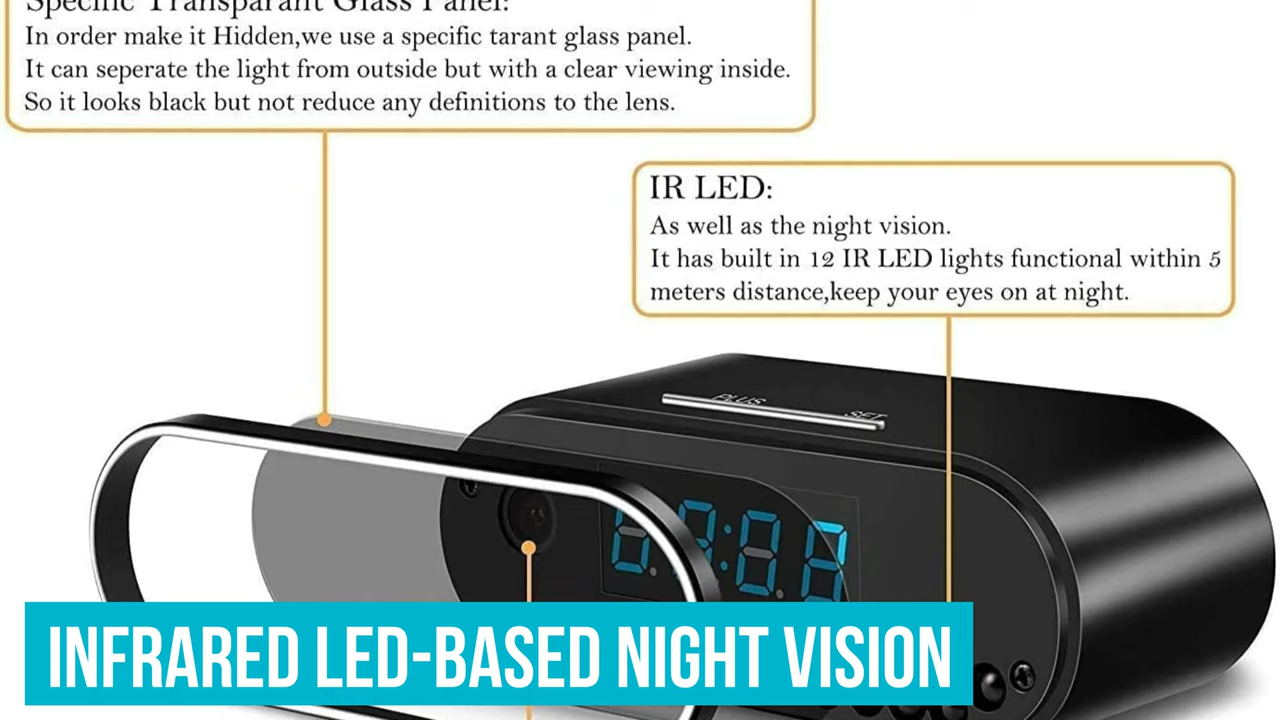 Specific Transparant Glass Panel:
In order make it Hidden,we use a specific tarant glass panel.
It can seperate the light from outside but with a clear viewing inside.
So it looks black but not reduce any definitions to the lens.
IR LED:
As well as the night vision.
It has built in 12 IR LED lights functional within 5
meters distance,keep your eyes on at night.
PLUS
SET
INFRARED LED-BASED NIGHT VISION